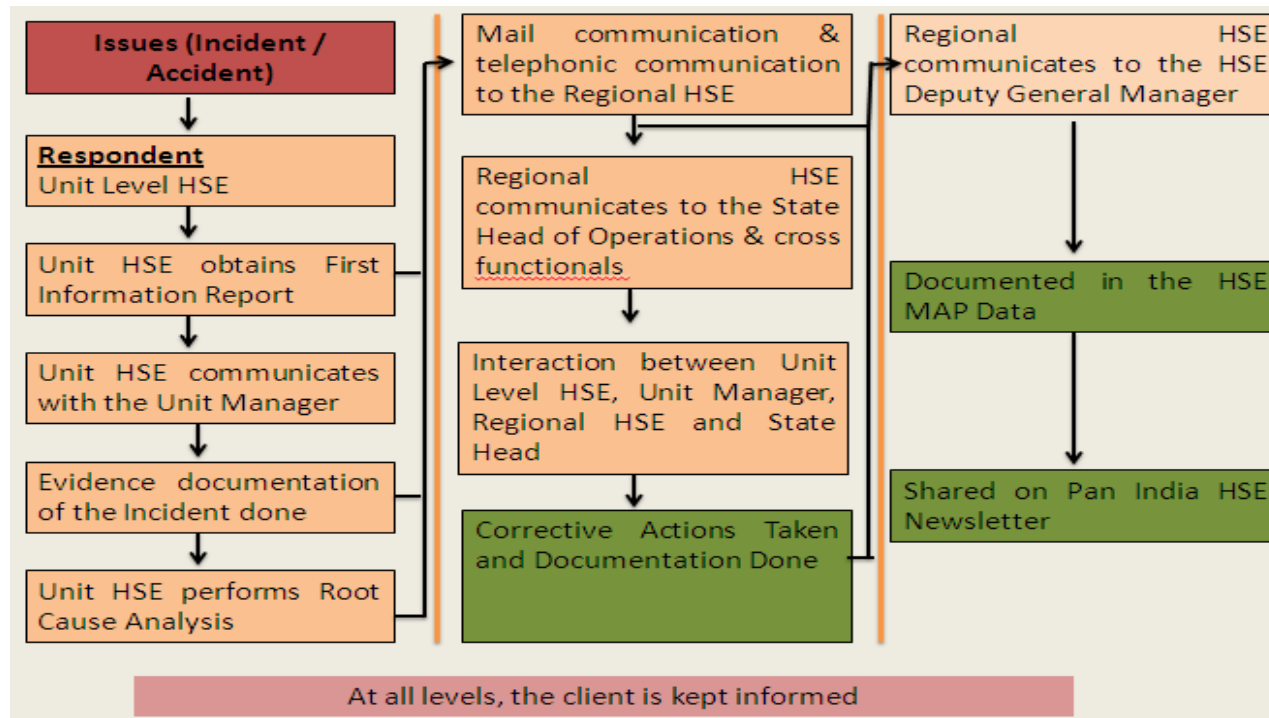 Issues (Incident /
Accident)
Respondent
Unit Level HSE
Unit HSE obtains First
Information Report
Unit HSE communicates
with the Unit Manager
Evidence documentation
of the Incident done
Unit HSE performs Root
Cause Analysis
Mail communication &
telephonic communication
to the Regional HSE
Regional HSE
communicates to the State
Head of Operations & cross
functionals
Interaction between Unit
Level HSE, Unit Manager,
Regional HSE and State
Head
Corrective Actions Taken
and Documentation Done
Regional HSE
communicates to the HSE
Deputy General Manager
Documented in the HSE
MAP Data
Shared on Pan India HSE
Newsletter
At all levels, the client is kept informed